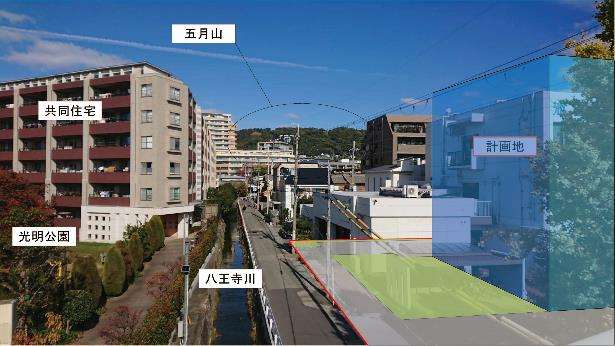 五月山
共同住宅
計画地
光明公園
八王寺川